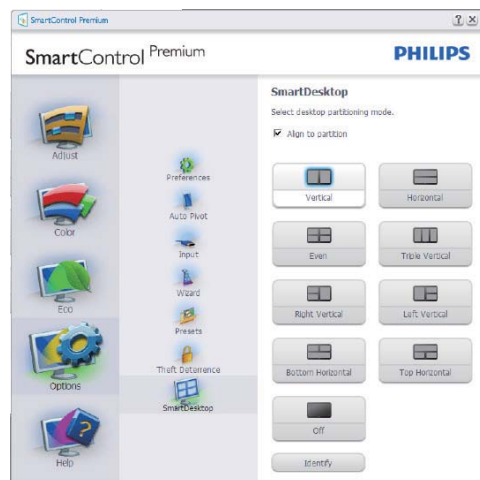 SmartControl Premium
SmartControl Premium
PHILIPS
Adjust
Color
Eco
Options
Help
Preferences
Auto Pivot
Input
Wizard
Presets
Theft Deterrence
SmartDesktop
SmartDesktop
Select desktop partitioning mode.
Align to partition
Vertical
Horizontal
Even
Triple Vertical
Right Vertical
Left Vertical
Bottom Horizontal
Top Horizontal
Off
Identify